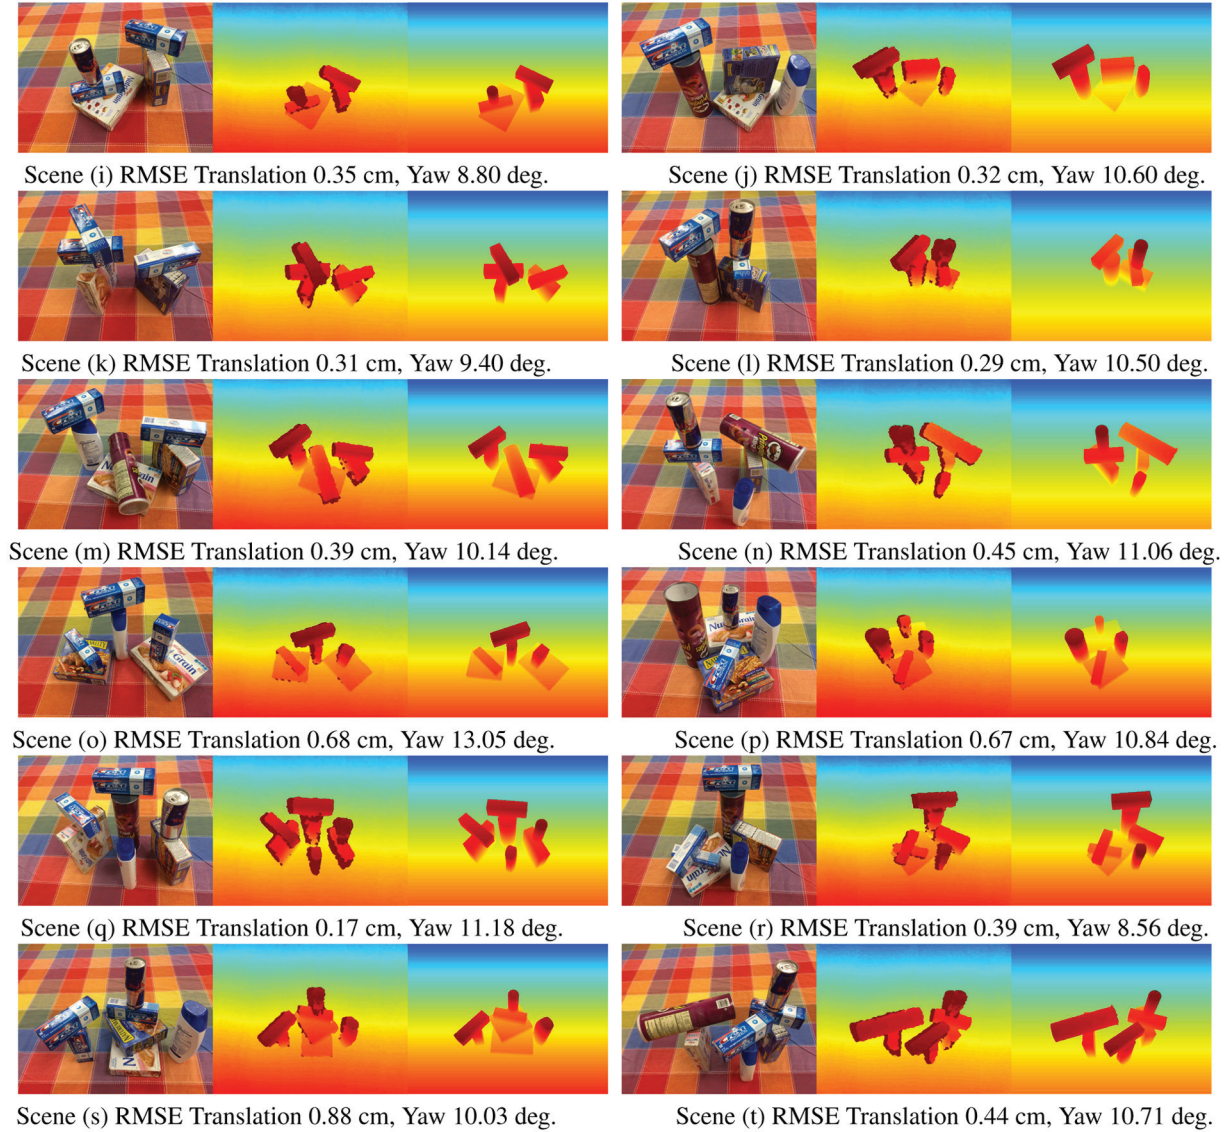 Scene (i) RMSE Translation 0.35 cm, Yaw 8.80 deg.
Scene (j) RMSE Translation 0.32 cm, Yaw 10.60 deg.
Scene (k) RMSE Translation 0.31 cm, Yaw 9.40 deg.
Scene (l) RMSE Translation 0.29 cm, Yaw 10.50 deg.
Scene (m) RMSE Translation 0.39 cm, Yaw 10.14 deg.
Scene (n) RMSE Translation 0.45 cm, Yaw 11.06 deg.
Scene (o) RMSE Translation 0.68 cm, Yaw 13.05 deg.
Scene (p) RMSE Translation 0.67 cm, Yaw 10.84 deg.
Scene (q) RMSE Translation 0.17 cm, Yaw 11.18 deg.
Scene (r) RMSE Translation 0.39 cm, Yaw 8.56 deg.
Scene (s) RMSE Translation 0.88 cm, Yaw 10.03 deg.
Scene (t) RMSE Translation 0.44 cm, Yaw 10.71 deg.